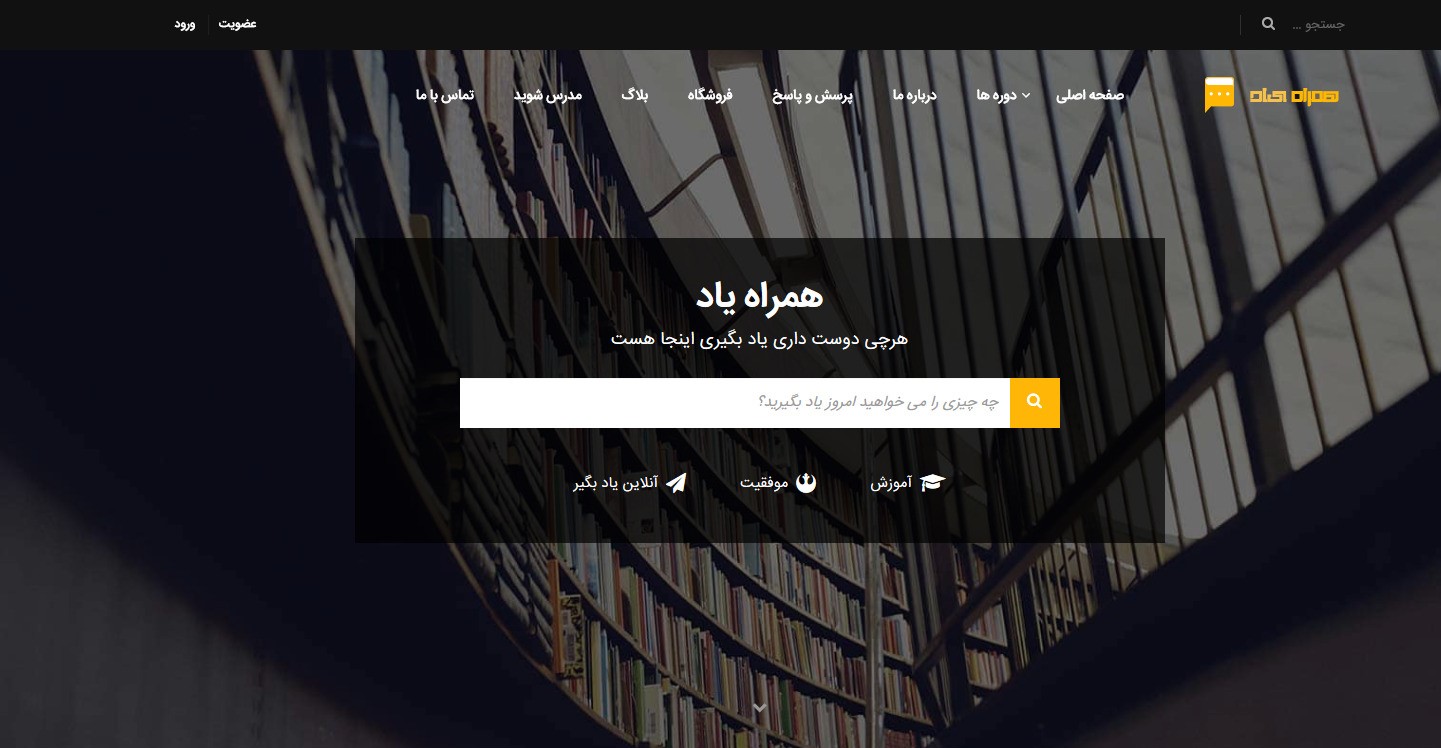 جستجو ...
عضویت
ورود
همراه یاد
صفحه اصلی
دوره ها
درباره ما
پرسش و پاسخ
فروشگاه
بلاگ
مدرس شوید
تماس با ما
همراه یاد
هرچی دوست داری یاد بگیری اینجا هست
چه چیزی را می خواهید امروز یاد بگیرید؟
آموزش
موفقیت
آنلاین یاد بگیر